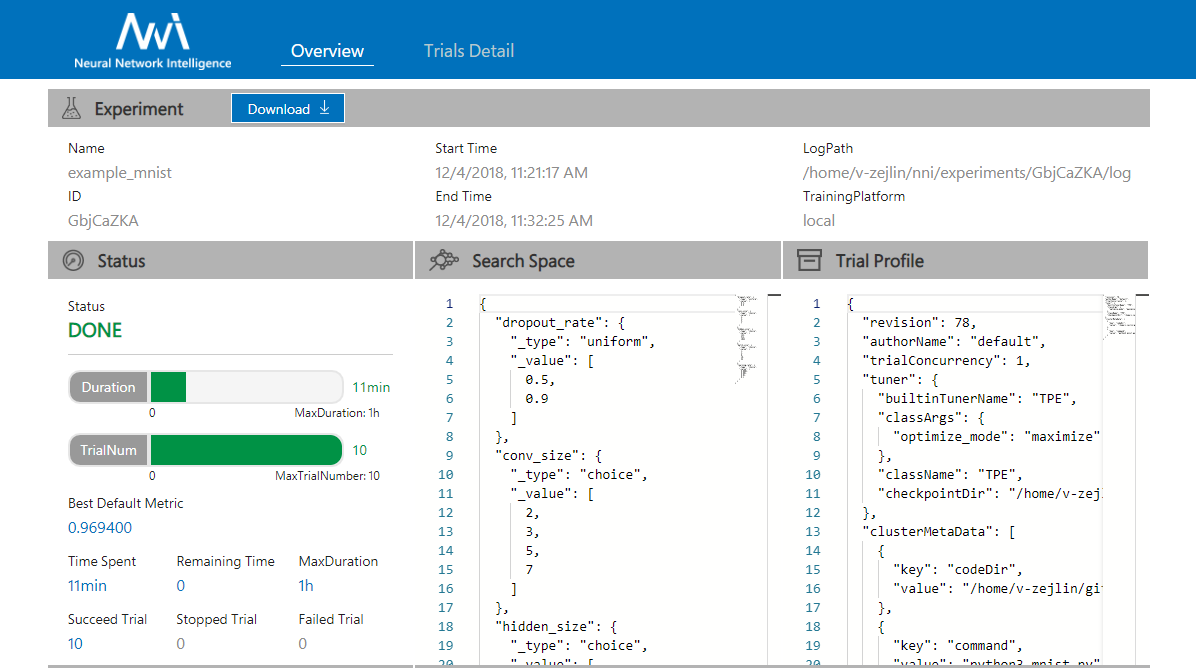 NNi
Neural Network Intelligence
Overview
Trials Detail
Experiment
Download
Name
example_mnist
ID
GbjCaZKA
Start Time
12/4/2018, 11:21:17 AM
End Time
12/4/2018, 11:32:25 AM
LogPath
/home/v-zejlin/nni/experiments/GbjCaZKA/log
TrainingPlatform
local
Status
Status
DONE
Duration
11min
0
MaxDuration: 1h
TrialNum
10
0
MaxTrialNumber: 10
Best Default Metric
0.969400
Time Spent
Remaining Time
MaxDuration
11min
0
1h
Succeed Trial
Stopped Trial
Failed Trial
10
0
0
Search Space
1 {
2 "dropout_rate": {
3 "_type": "uniform",
4 "_value": [
5 0.5,
6 0.9
7 ]
8 },
9 "conv_size": {
10 "_type": "choice",
11 "_value": [
12 2,
13 3,
14 5,
15 7
16 ]
17 },
18 "hidden_size": {
19 "_type": "choice",
20 "_value": [
Trial Profile
1 {
2 "revision": 78,
3 "authorName": "default",
4 "trialConcurrency": 1,
5 "tuner": {
6 "builtinTunerName": "TPE",
7 "classArgs": {
8 "optimize_mode": "maximize"
9 },
10 "className": "TPE",
11 "checkpointDir": "/home/v-zej
12 },
13 "clusterMetaData": [
14 {
15 "key": "codeDir",
16 "value": "/home/v-zejlin/gi
17 },
18 {
19 "key": "command",
20 "value": "python3 mnist.py"